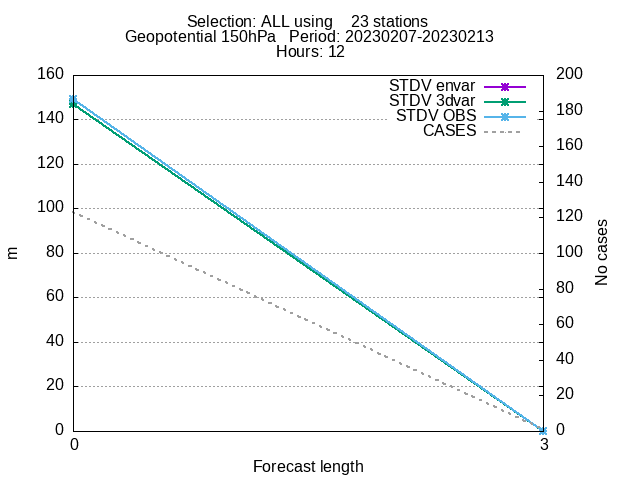 Selection: ALL using    23 stations
Geopotential 150hPa   Period: 20230207-20230213
Hours: 12
160
140
120
100
80
60
40
20
0
200
180
160
140
120
100
80
60
40
20
0
STDV envar
STDV 3dvar
STDV OBS
CASES
m
No cases
0
3
Forecast length